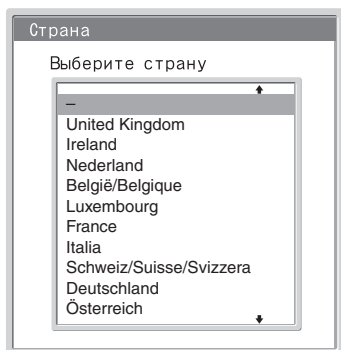 Страна
Выберите страну
–
United Kingdom
Ireland
Nederland
België/Belgique
Luxembourg
France
Italia
Schweiz/Suisse/Svizzera
Deutschland
Österreich